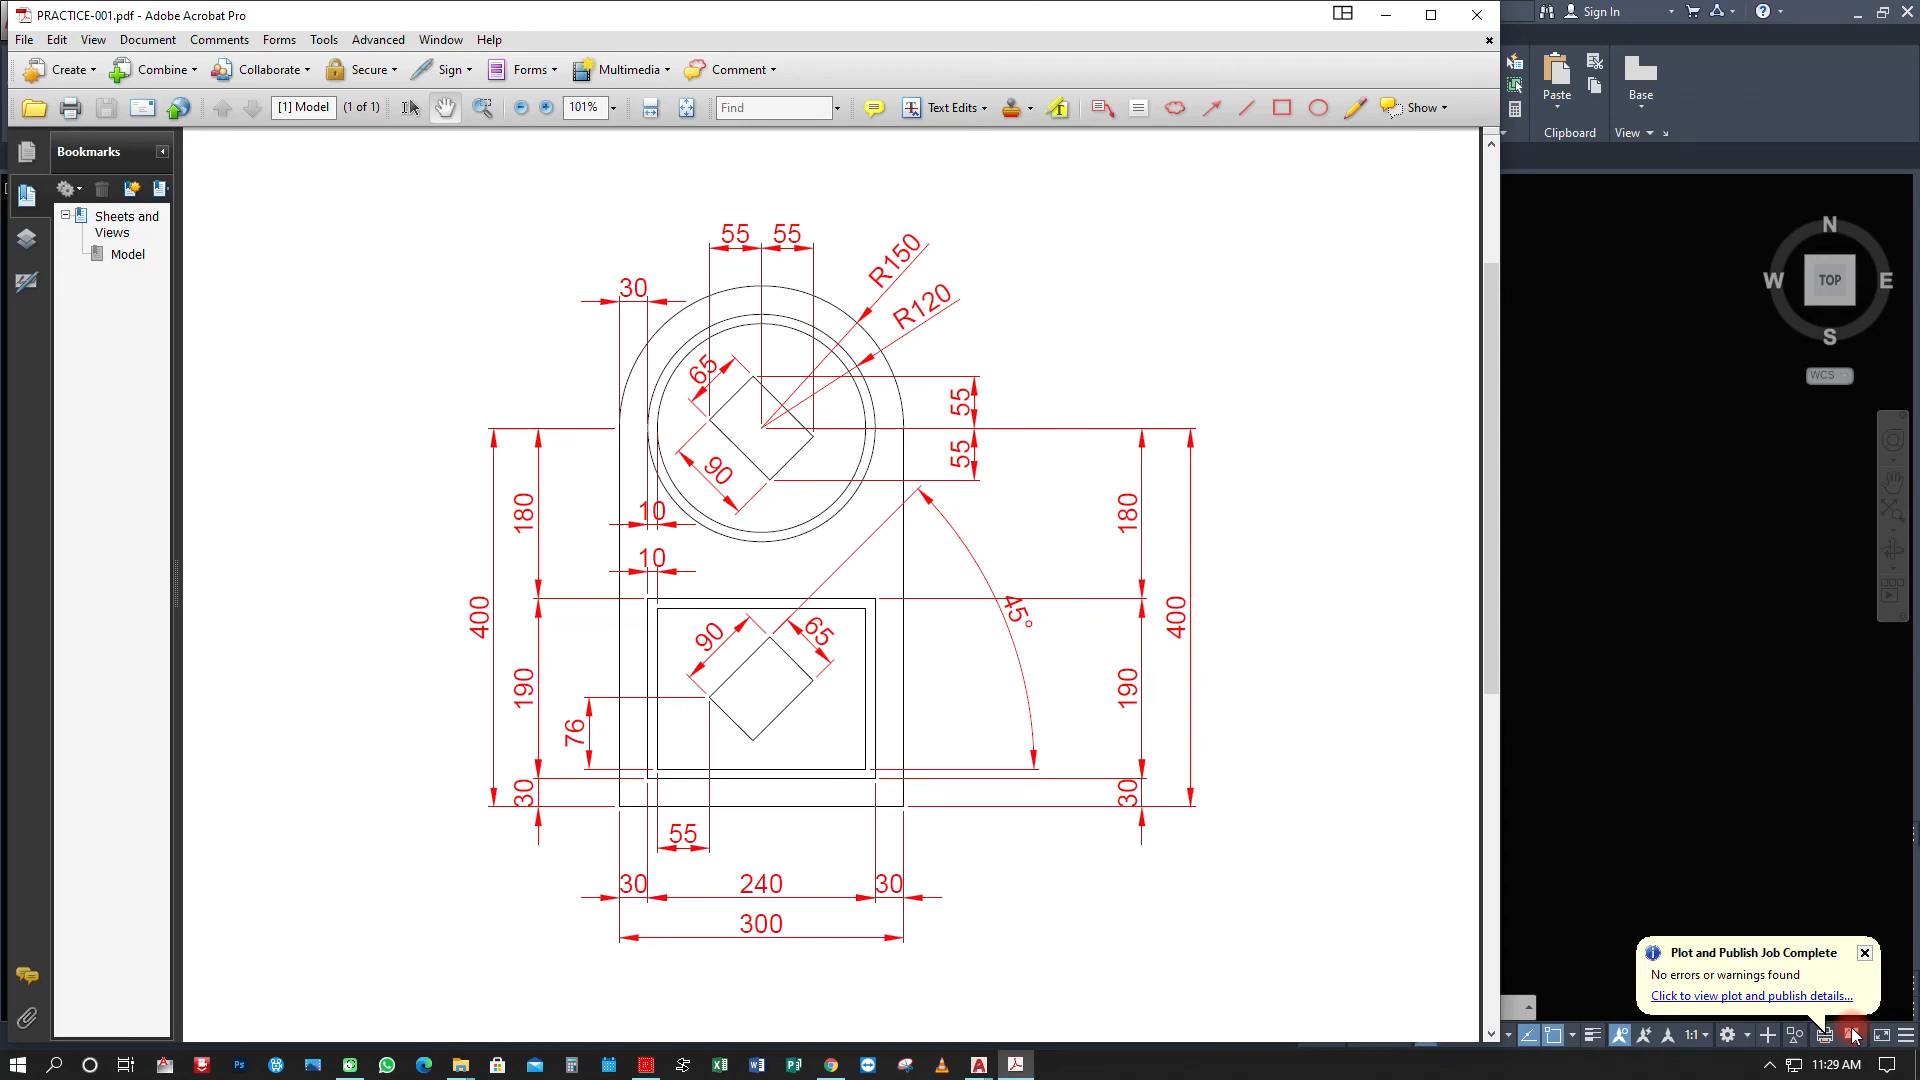 PRACTICE-001.pdf - Adobe Acrobat Pro
Sign In
File Edit View Document Comments Forms Tools Advanced Window Help
Create Combine Collaborate Secure Sign Forms Multimedia Comment
[1] Model (1 of 1) 101% Find Text Edits Show
Paste
Base
Clipboard
View
Bookmarks
Sheets and
Views
Model
55 55
R150
R120
30
65
90
55
55
10
10
180
190
30
400
180
190
30
400
90
65
45°
76
55
30 240 30
300
N
W TOP E
S
WCS
Plot and Publish Job Complete
No errors or warnings found
Click to view plot and publish details...
1:1
11:29 AM